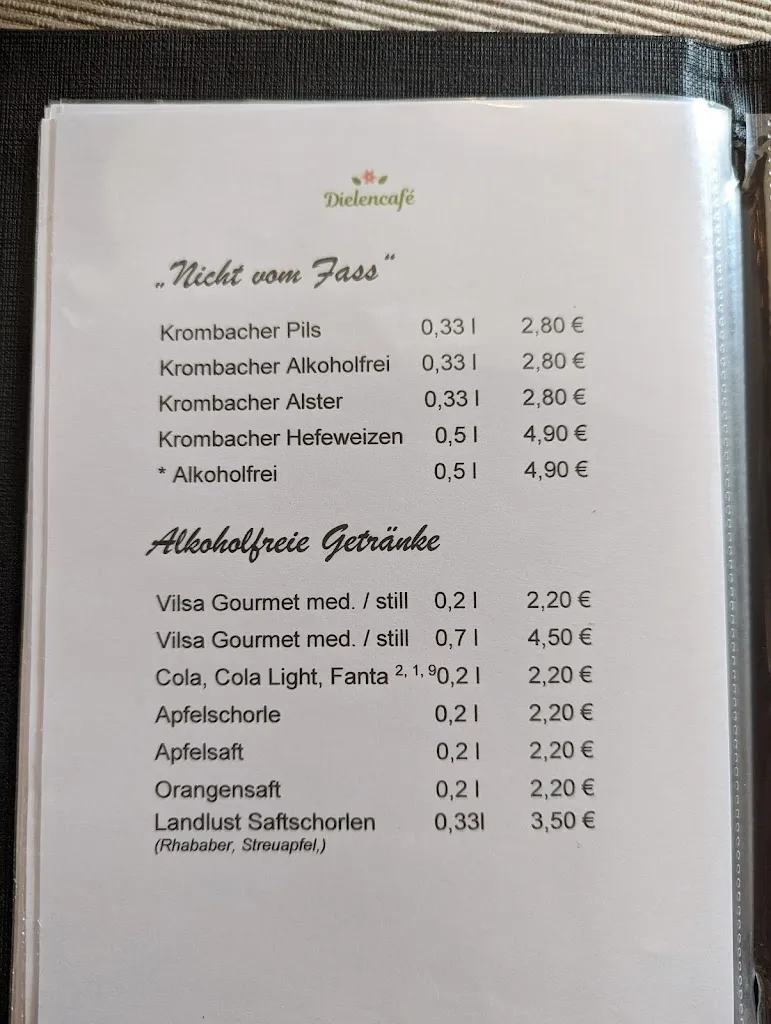 Dielencafé
„Nicht vom Fass“
Krombacher Pils 0,33 l 2,80 €
Krombacher Alkoholfrei 0,33 l 2,80 €
Krombacher Alster 0,33 l 2,80 €
Krombacher Hefeweizen 0,5 l 4,90 €
* Alkoholfrei 0,5 l 4,90 €
Alkoholfreie Getränke
Vilsa Gourmet med. / still 0,2 l 2,20 €
Vilsa Gourmet med. / still 0,7 l 4,50 €
Cola, Cola Light, Fanta 2, 1, 9 0,2 l 2,20 €
Apfelschorle 0,2 l 2,20 €
Apfelsaft 0,2 l 2,20 €
Orangensaft 0,2 l 2,20 €
Landlust Saftschorlen 0,33l 3,50 €
(Rhababer, Streuapfel,)